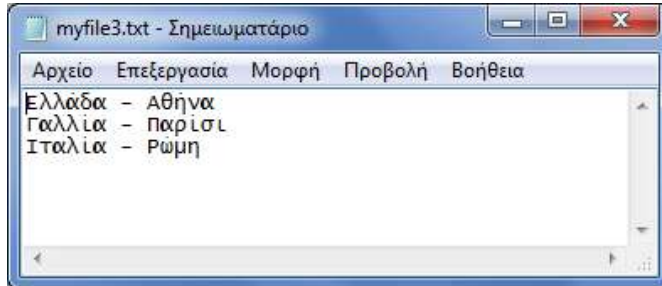 myfile3.txt - Σημειωματάριο
Αρχείο Επεξεργασία Μορφή Προβολή Βοήθεια
Ελλάδα - Αθήνα
Γαλλία - Παρίσι
Ιταλία - Ρώμη